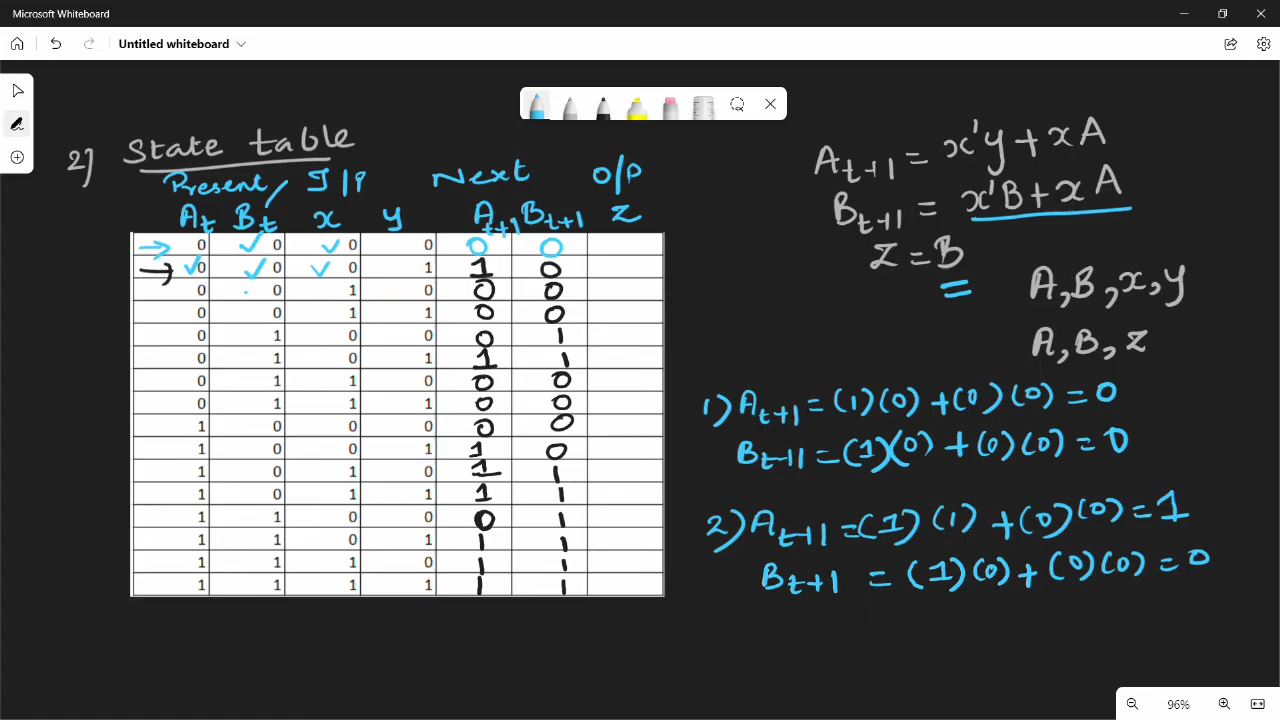 Microsoft Whiteboard
Untitled whiteboard
2) State table
Present / I/P Next O/P
At Bt x y At+1 Bt+1 Z
0 0 0 0 0 0
0 0 0 1 1 0
0 0 1 0 0 0
0 0 1 1 0 0
0 1 0 0 0 1
0 1 0 1 1 1
0 1 1 0 0 0
0 1 1 1 0 0
1 0 0 0 0 0
1 0 0 1 1 0
1 0 1 0 1 1
1 0 1 1 1 1
1 1 0 0 0 1
1 1 0 1 1 1
1 1 1 0 1 1
1 1 1 1 1 1
At+1 = x'y + xA
Bt+1 = x'B + xA
Z = B
A, B, x, y
A, B, Z
1) At+1 = (1)(0) + (0)(0) = 0
Bt+1 = (1)(0) + (0)(0) = 0
2) At+1 = (1)(1) + (0)(0) = 1
Bt+1 = (1)(0) + (0)(0) = 0
96%